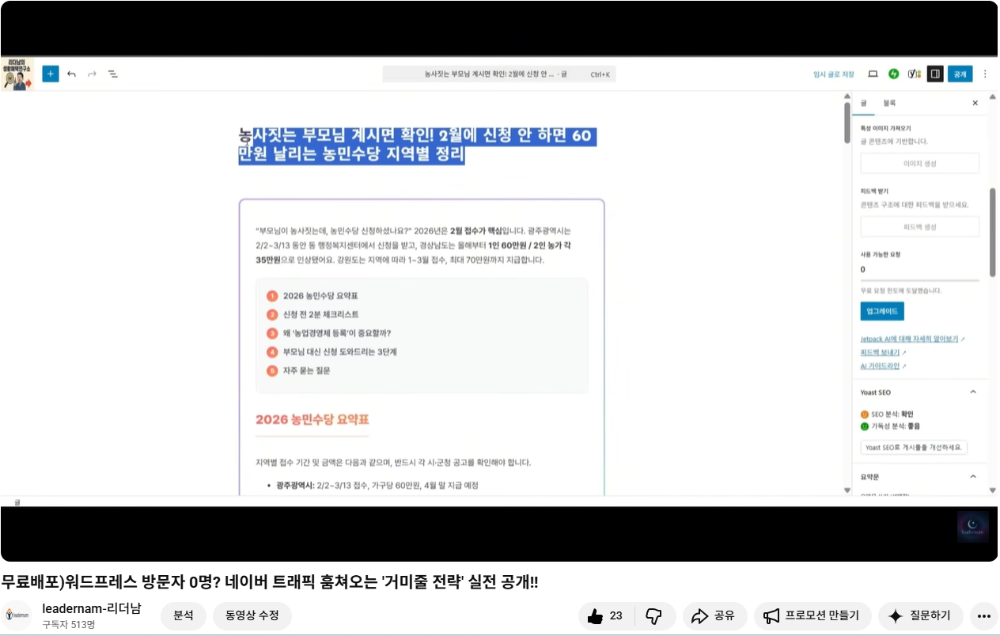 리더남의
생활혜택연구소
농사짓는 부모님 계시면 확인! 2월에 신청 안 ... · 글 Ctrl+K
임시 글로 저장
공개
글 블록
농사짓는 부모님 계시면 확인! 2월에 신청 안 하면 60
만원 날리는 농민수당 지역별 정리
"부모님이 농사짓는데, 농민수당 신청하셨나요?" 2026년은 2월 접수가 핵심입니다. 광주광역시는
2/2~3/13 동안 동 행정복지센터에서 신청을 받고, 경상남도는 올해부터 1인 60만원 / 2인 농가 각
35만원으로 인상됐어요. 강원도는 지역에 따라 1~3월 접수, 최대 70만원까지 지급합니다.
1 2026 농민수당 요약표
2 신청 전 2분 체크리스트
3 왜 '농업경영체 등록'이 중요할까?
4 부모님 대신 신청 도와드리는 3단계
5 자주 묻는 질문
2026 농민수당 요약표
지역별 접수 기간 및 금액은 다음과 같으며, 반드시 각 시·군청 공고를 확인해야 합니다.
• 광주광역시: 2/2~3/13 접수, 가구당 60만원, 4월 말 지급 예정
특성 이미지 가져오기
글 콘텐츠에 기반합니다.
이미지 생성
피드백 받기
콘텐츠 구조에 대한 피드백을 받으세요.
피드백 생성
사용 가능한 요청
0
무료 요청 한도에 도달했습니다.
업그레이드
Jetpack AI에 대해 자세히 알아보기
피드백 보내기
AI 가이드라인
Yoast SEO
SEO 분석: 확인
가독성 분석: 좋음
Yoast SEO로 게시물을 개선하세요.
요약문
글
leadernam
무료배포)워드프레스 방문자 0명? 네이버 트래픽 훔쳐오는 '거미줄 전략' 실전 공개!!
leadernam
leadernam-리더남
구독자 513명
분석
동영상 수정
23
공유
프로모션 만들기
질문하기